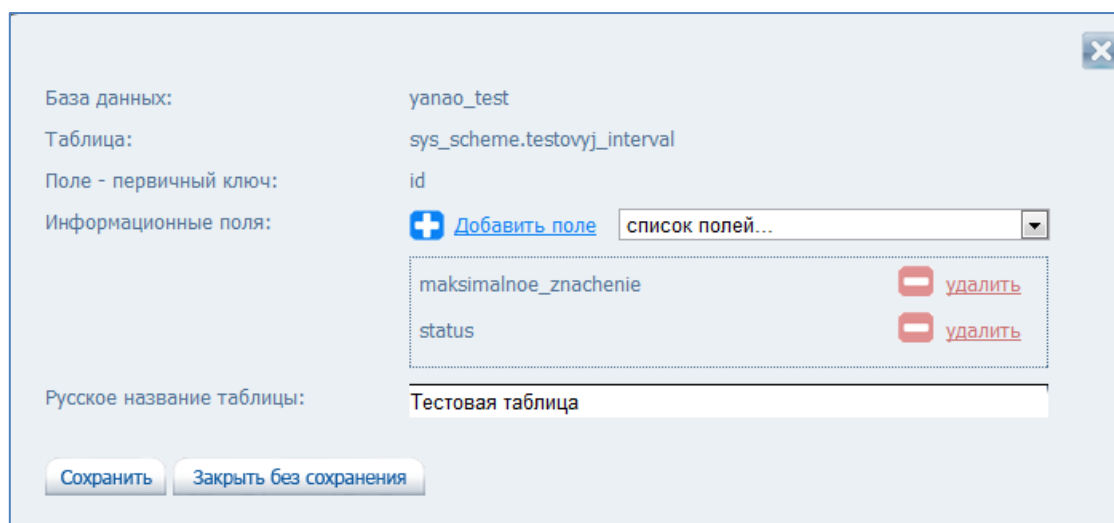 База данных: yanao_test
Таблица: sys_scheme.testovyj_interval
Поле - первичный ключ: id
Информационные поля: Добавить поле список полей...
maksimalnoe_znachenie удалить
status удалить
Русское название таблицы: Тестовая таблица
Сохранить Закрыть без сохранения